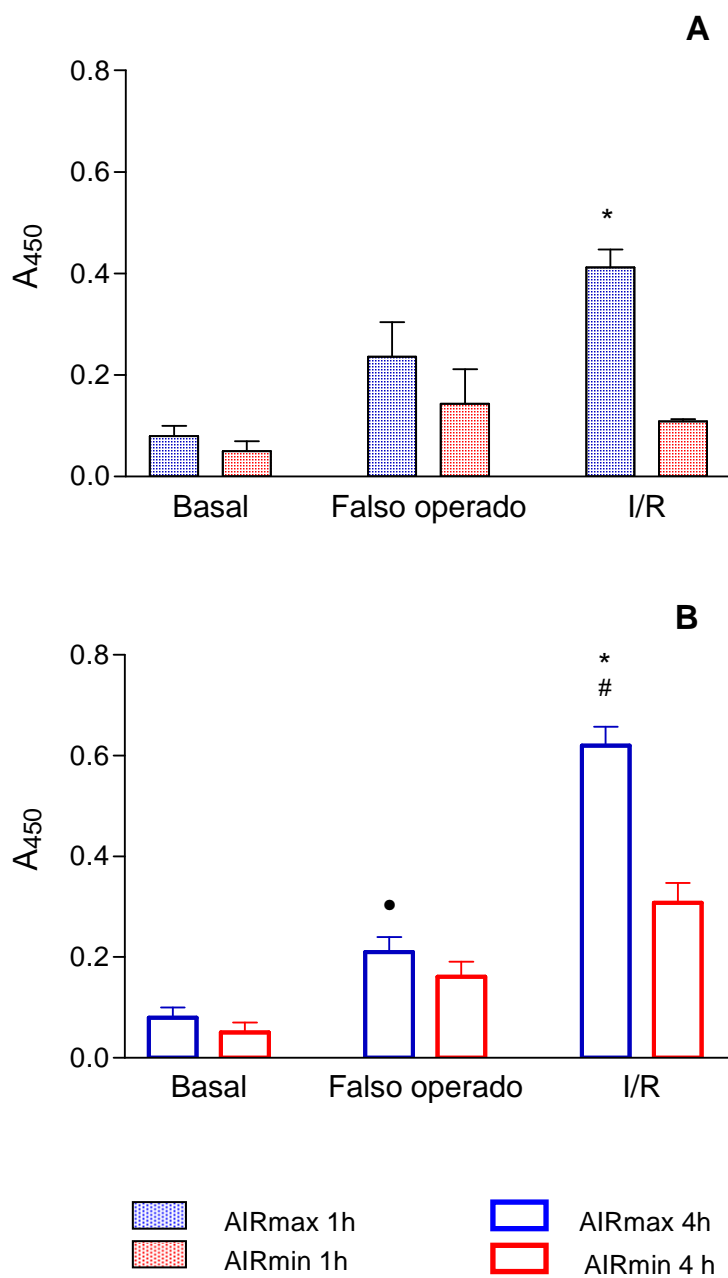 A
0.8
0.6
0.4
0.2
0.0
A450
*
Basal
Falso operado
I/R
B
0.8
0.6
0.4
0.2
0.0
A450
*
#
•
Basal
Falso operado
I/R
AIRmax 1h
AIRmin 1h
AIRmax 4h
AIRmin 4 h